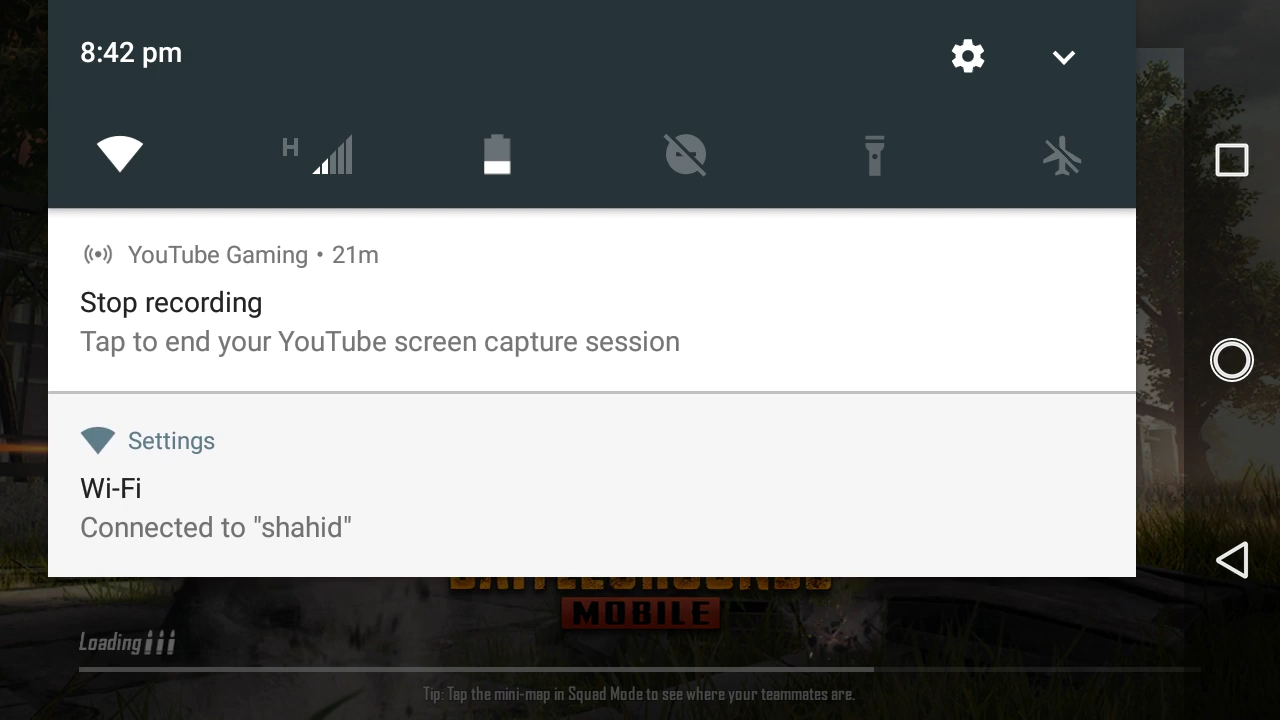 8:42 pm
H
YouTube Gaming • 21m
Stop recording
Tap to end your YouTube screen capture session
Settings
Wi-Fi
Connected to "shahid"
BATTLEGROUNDS
MOBILE
Loading
Tip: Tap the mini-map in Squad Mode to see where your teammates are.